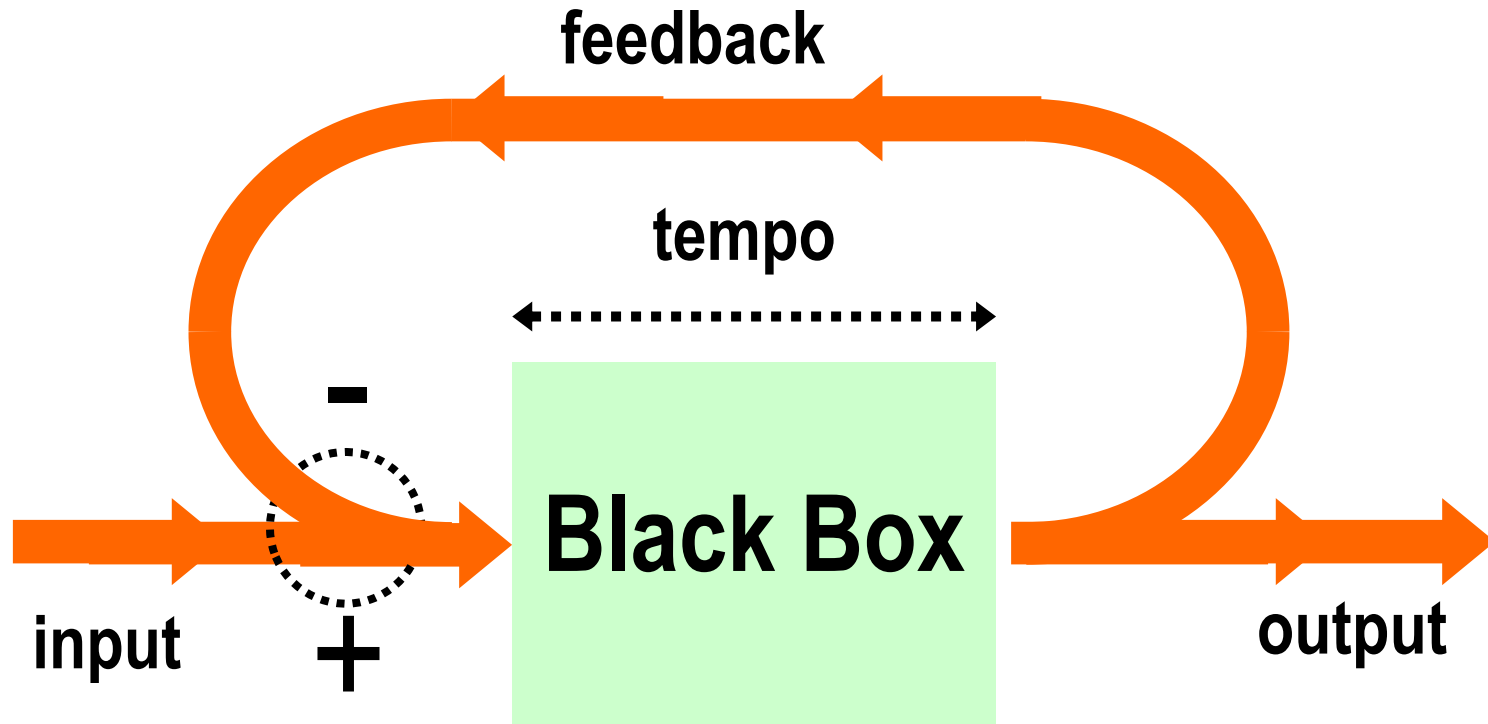 feedback
tempo
-
Black Box
input
+
output